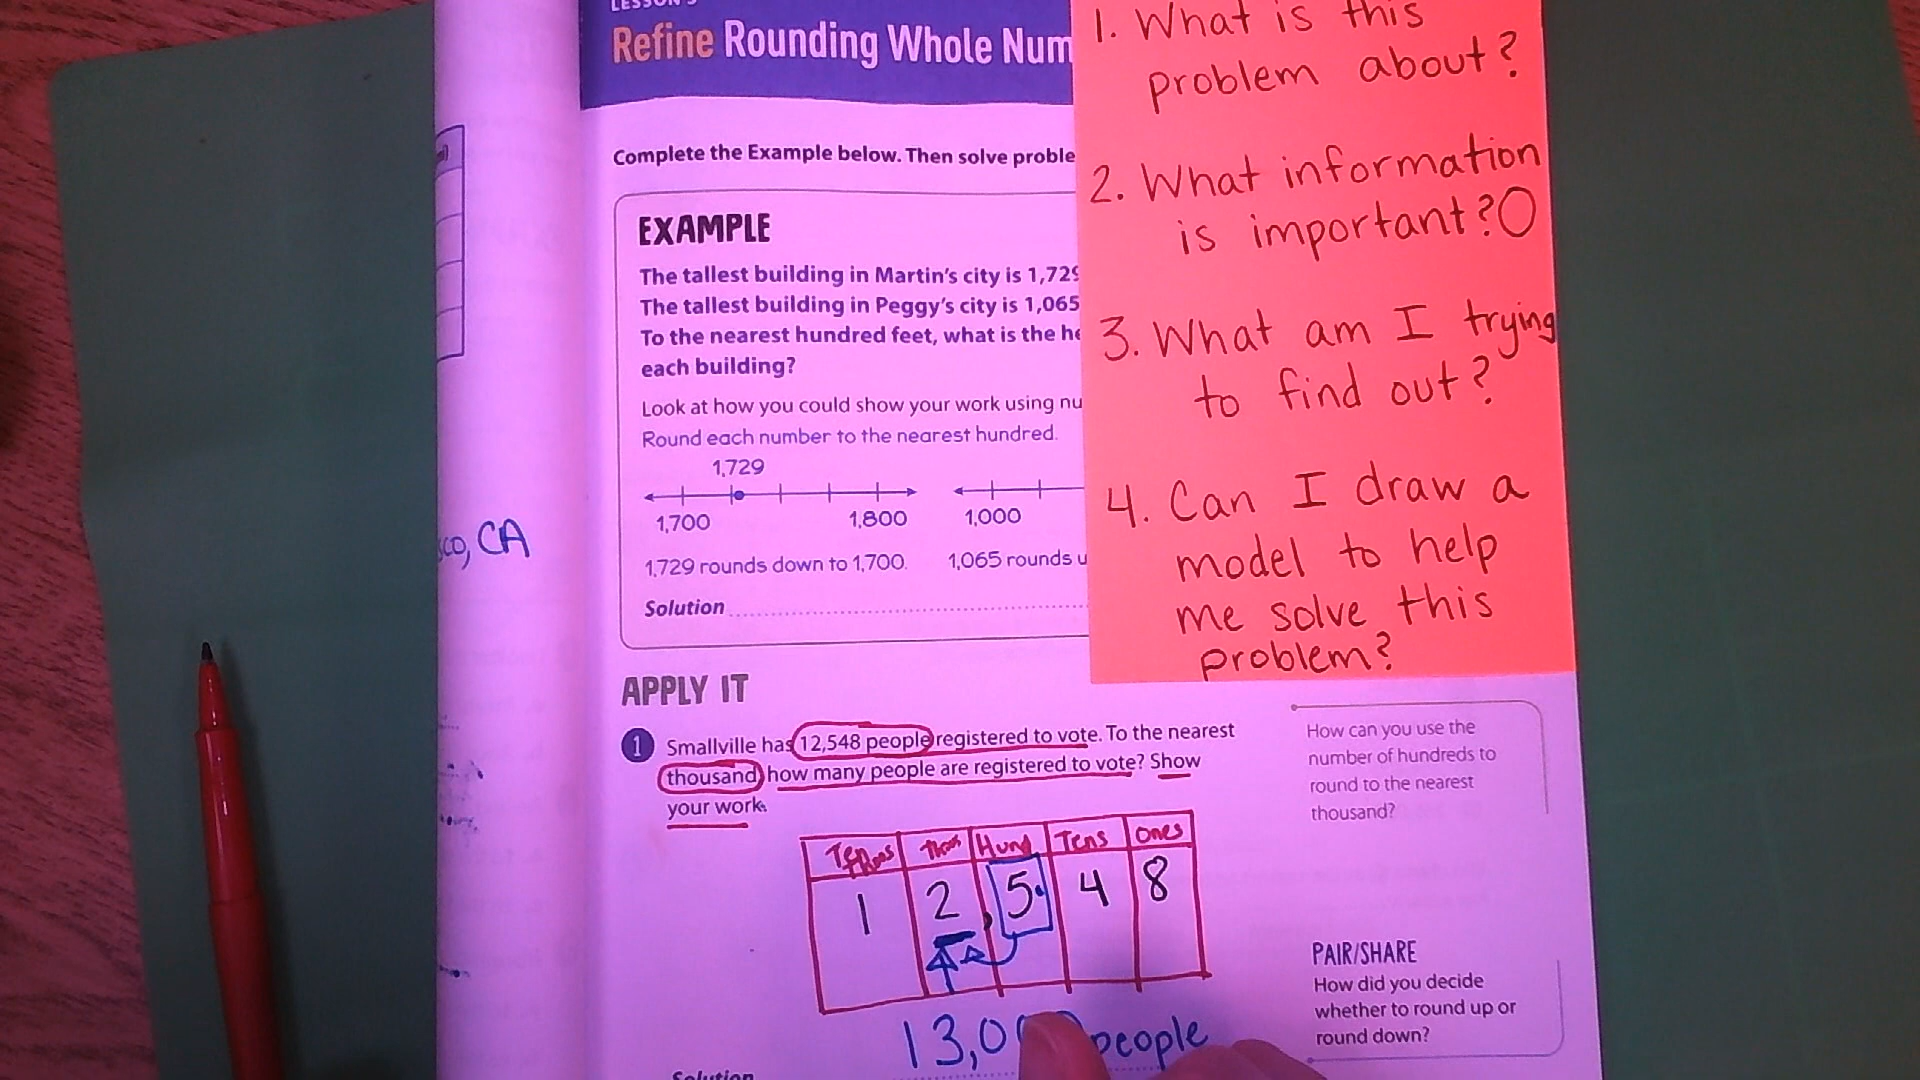 LESSON
Refine Rounding Whole Num
Complete the Example below. Then solve proble
EXAMPLE
The tallest building in Martin's city is 1,729
The tallest building in Peggy's city is 1,065
To the nearest hundred feet, what is the he
each building?
Look at how you could show your work using nu
Round each number to the nearest hundred.
1,729
1,700 1,800 1,000
1,729 rounds down to 1,700. 1,065 rounds u
Solution
1. What is this
problem about?
2. What information
is important?
3. What am I trying
to find out?
4. Can I draw a
model to help
me solve this
problem?
CO, CA
APPLY IT
1 Smallville has 12,548 people registered to vote. To the nearest
thousand, how many people are registered to vote? Show
your work.
How can you use the
number of hundreds to
round to the nearest
thousand?
Ten Thous Thous Hund Tens Ones
1 2, 5 4 8
13,0 people
Solution
PAIR/SHARE
How did you decide
whether to round up or
round down?